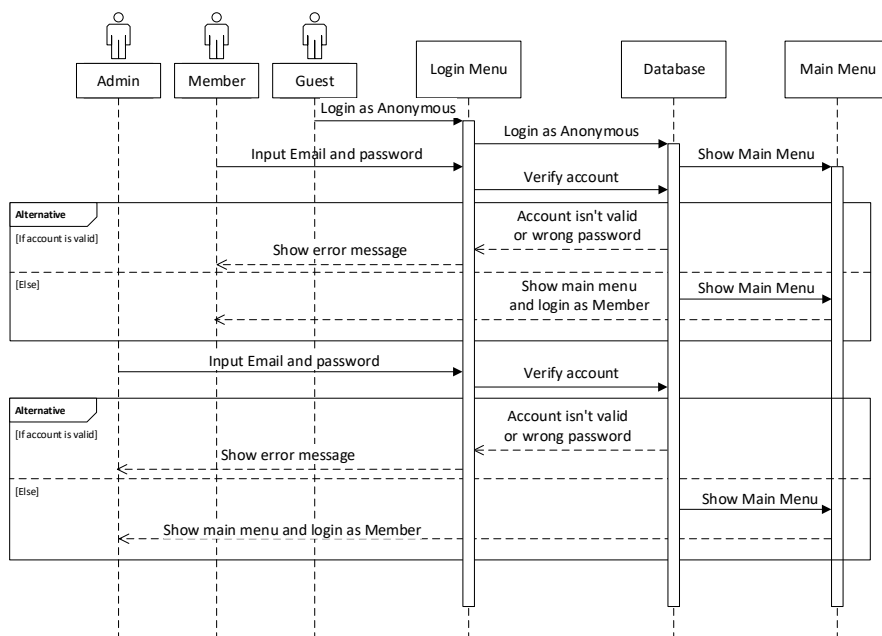 Admin
Member
Guest
Login Menu
Database
Main Menu
Login as Anonymous
Login as Anonymous
Show Main Menu
Input Email and password
Verify account
Alternative
[If account is valid]
Account isn't valid
or wrong password
Show error message
[Else]
Show main menu
and login as Member
Show Main Menu
Input Email and password
Verify account
Alternative
[If account is valid]
Account isn't valid
or wrong password
Show error message
[Else]
Show Main Menu
Show main menu and login as Member